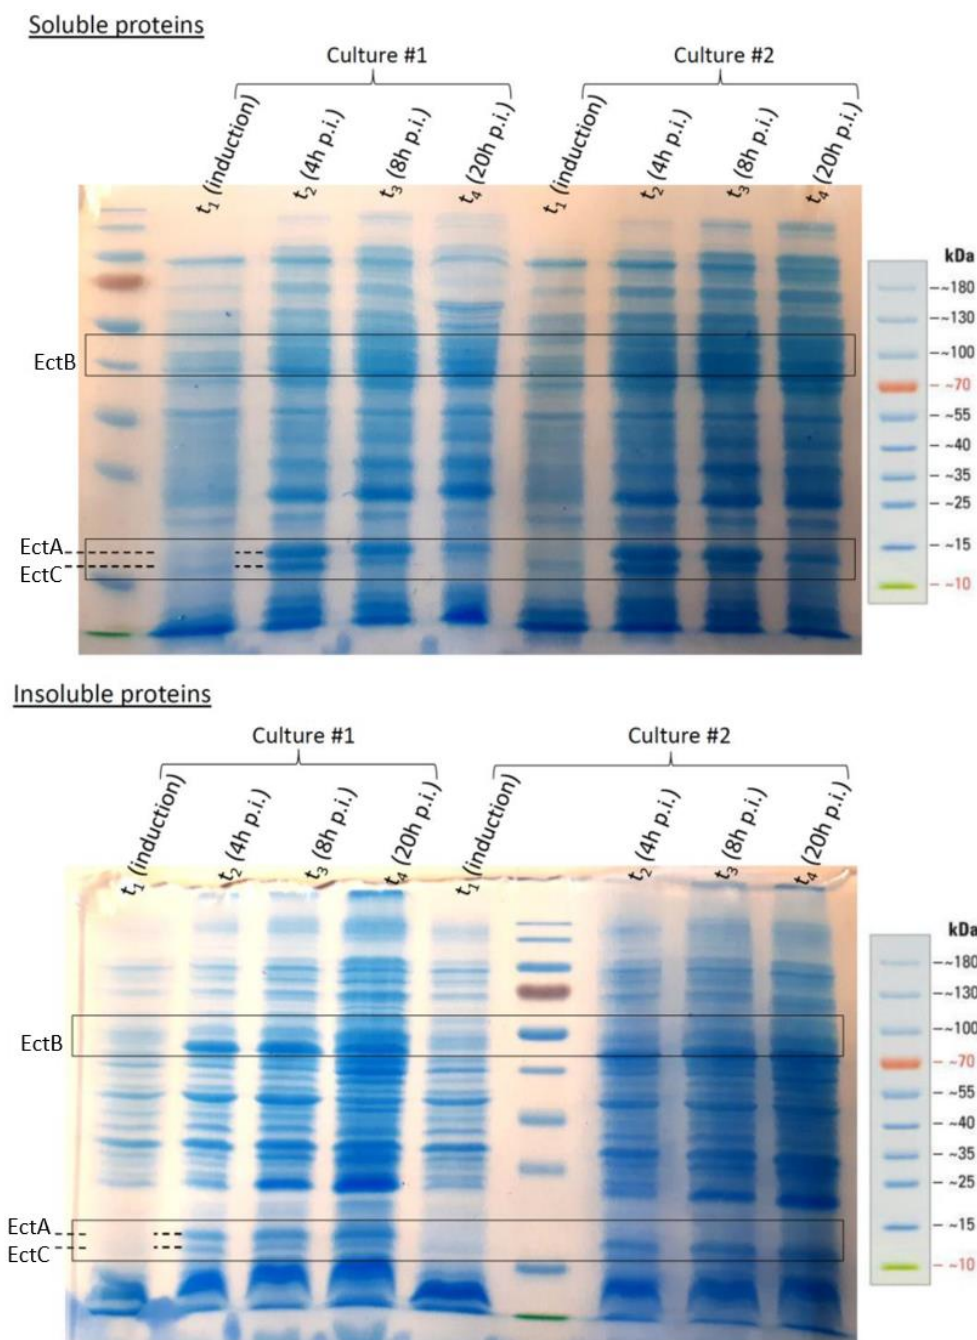 Soluble proteins
Culture #1
Culture #2
t1 (induction)
t2 (4h p.i.)
t3 (8h p.i.)
t4 (20h p.i.)
t1 (induction)
t2 (4h p.i.)
t3 (8h p.i.)
t4 (20h p.i.)
kDa
~180
~130
~100
~70
~55
~40
~35
~25
~15
~10
EctB
EctA
EctC
Insoluble proteins
Culture #1
Culture #2
t1 (induction)
t2 (4h p.i.)
t3 (8h p.i.)
t4 (20h p.i.)
t1 (induction)
t2 (4h p.i.)
t3 (8h p.i.)
t4 (20h p.i.)
kDa
~180
~130
~100
~70
~55
~40
~35
~25
~15
~10
EctB
EctA
EctC